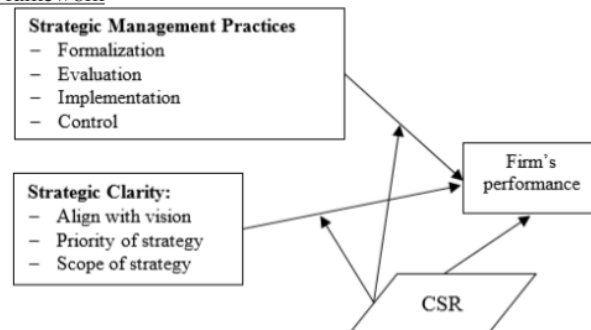 Strategic Management Practices
– Formalization
– Evaluation
– Implementation
– Control
Firm's
performance
Strategic Clarity:
– Align with vision
– Priority of strategy
– Scope of strategy
CSR